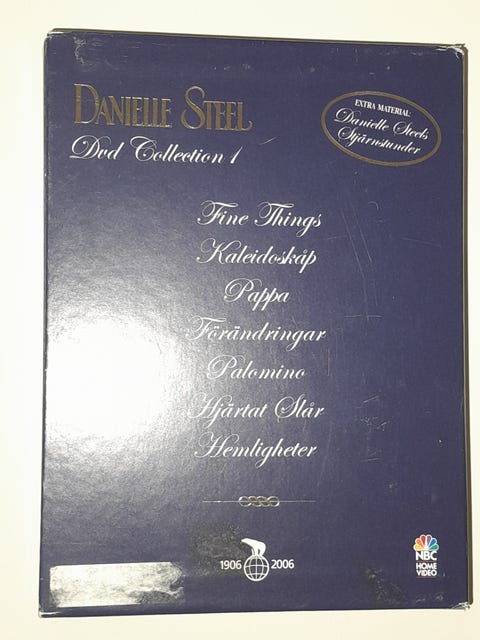 DANIELLE STEEL
Dvd Collection 1
EXTRA MATERIAL:
Danielle Steels
Stjärnstunder
Fine Things
Kaleidoskåp
Pappa
Förändringar
Palomino
Hjärtat Slår
Hemligheter
1906 2006
NBC
HOME
VIDEO